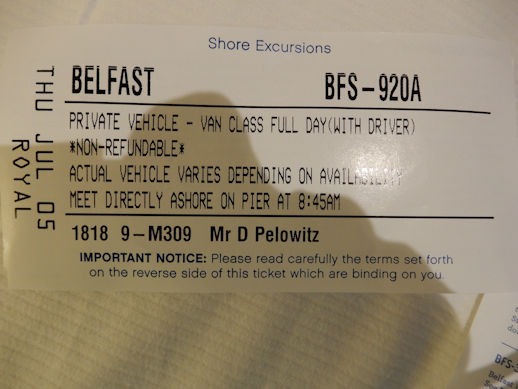 Shore Excursions
THU JUL 05
ROYAL
BELFAST BFS-920A
PRIVATE VEHICLE - VAN CLASS FULL DAY(WITH DRIVER)
*NON-REFUNDABLE*
ACTUAL VEHICLE VARIES DEPENDING ON AVAILABILITY
MEET DIRECTLY ASHORE ON PIER AT 8:45AM
1818 9-M309 Mr D Pelowitz
IMPORTANT NOTICE: Please read carefully the terms set forth
on the reverse side of this ticket which are binding on you.